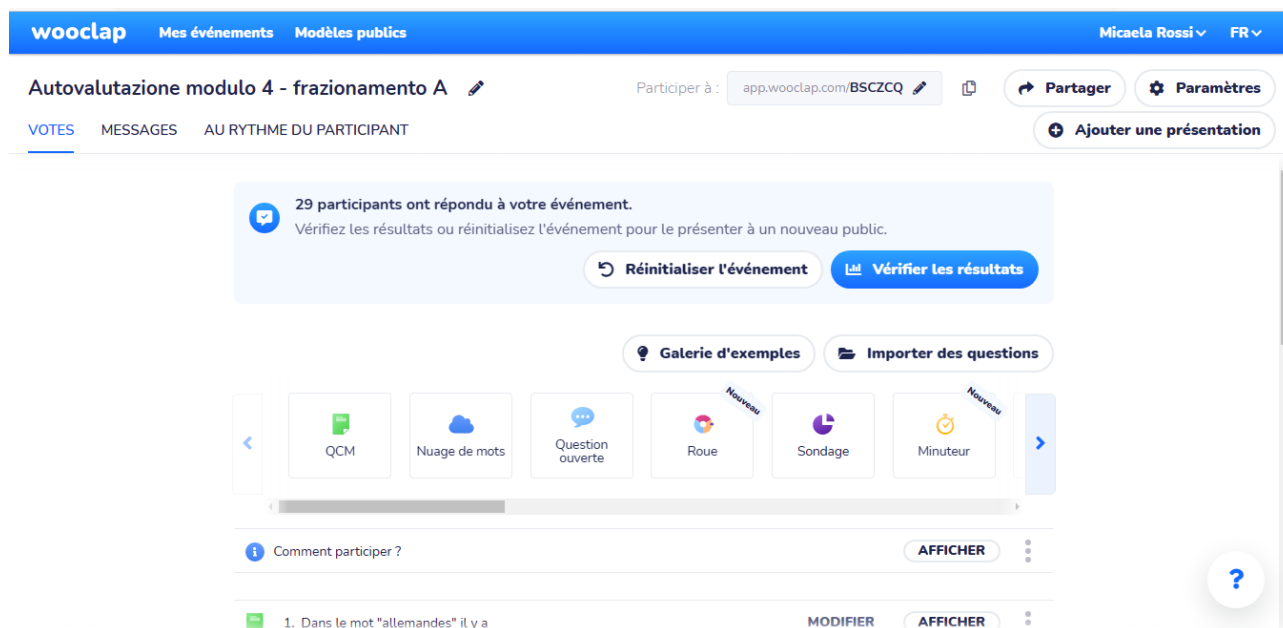 wooclap Mes événements Modèles publics Micaela Rossi FR
Autovalutazione modulo 4 - frazionamento A Participer à : app.wooclap.com/BSCZCQ Partager Paramètres
VOTES MESSAGES AU RYTHME DU PARTICIPANT Ajouter une présentation
29 participants ont répondu à votre événement.
Vérifiez les résultats ou réinitialisez l'événement pour le présenter à un nouveau public.
Réinitialiser l'événement Vérifier les résultats
Galerie d'exemples Importer des questions
Nouveau Nouveau
QCM Nuage de mots Question ouverte Roue Sondage Minuteur
Comment participer ? AFFICHER
?
1. Dans le mot "allemandes" il y a MODIFIER AFFICHER